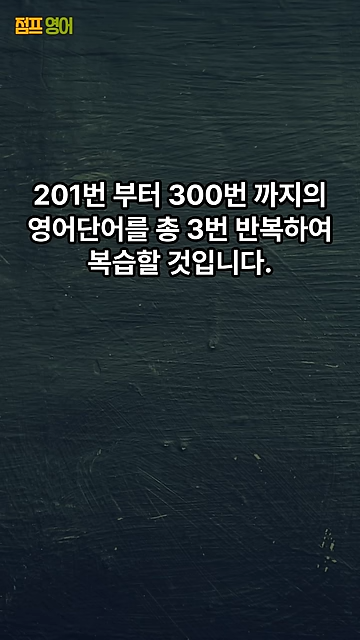 점프 영어
201번 부터 300번 까지의
영어단어를 총 3번 반복하여
복습할 것입니다.